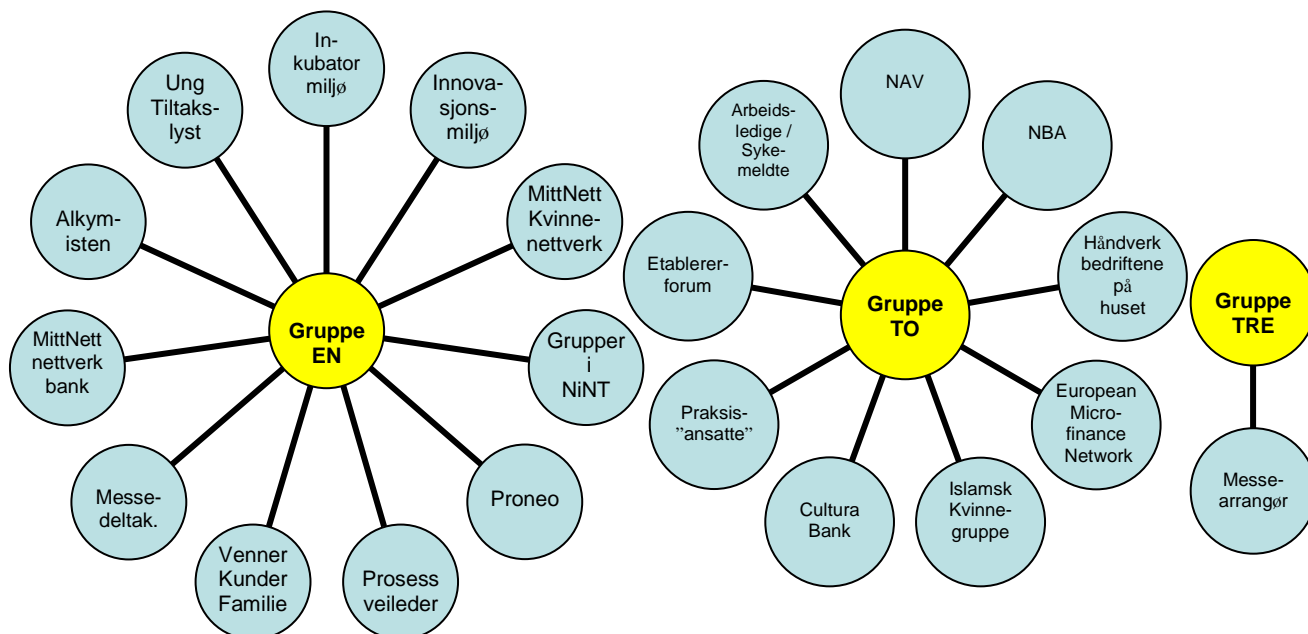 In-
kubator
miljø
Ung
Tiltaks-
lyst
Innova-
sjons-
miljø
Alkym-
isten
MittNett
Kvinne-
nettverk
MittNett
nettverk
bank
Gruppe
EN
Grupper
i
NiNT
Messe-
deltak.
Proneo
Venner
Kunder
Familie
Prosess
veileder
NAV
Arbeids-
ledige /
Syke-
meldte
NBA
Etablerer-
forum
Gruppe
TO
Håndverk
bedriftene
på
huset
Praksis-
”ansatte”
European
Micro-
finance
Network
Cultura
Bank
Islamsk
Kvinne-
gruppe
Gruppe
TRE
Messe-
arrangør